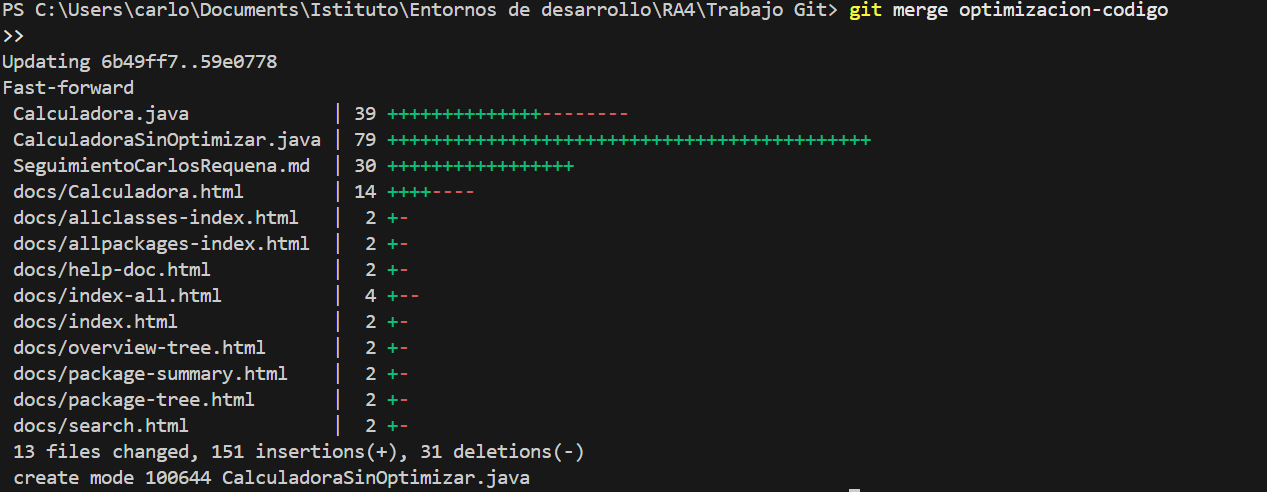 PS C:\Users\carlo\Documents\Istituto\Entornos de desarrollo\RA4\Trabajo Git> git merge optimizacion-codigo
>>
Updating 6b49ff7..59e0778
Fast-forward
 Calculadora.java             | 39 ++++++++++++++--------
 CalculadoraSinOptimizar.java | 79 ++++++++++++++++++++++++++++++++++++++++++++
 SeguimientoCarlosRequena.md  | 30 +++++++++++++++++
 docs/Calculadora.html        | 14 ++++----
 docs/allclasses-index.html   |  2 +-
 docs/allpackages-index.html  |  2 +-
 docs/help-doc.html           |  2 +-
 docs/index-all.html          |  4 +--
 docs/index.html              |  2 +-
 docs/overview-tree.html      |  2 +-
 docs/package-summary.html    |  2 +-
 docs/package-tree.html       |  2 +-
 docs/search.html             |  2 +-
 13 files changed, 151 insertions(+), 31 deletions(-)
 create mode 100644 CalculadoraSinOptimizar.java